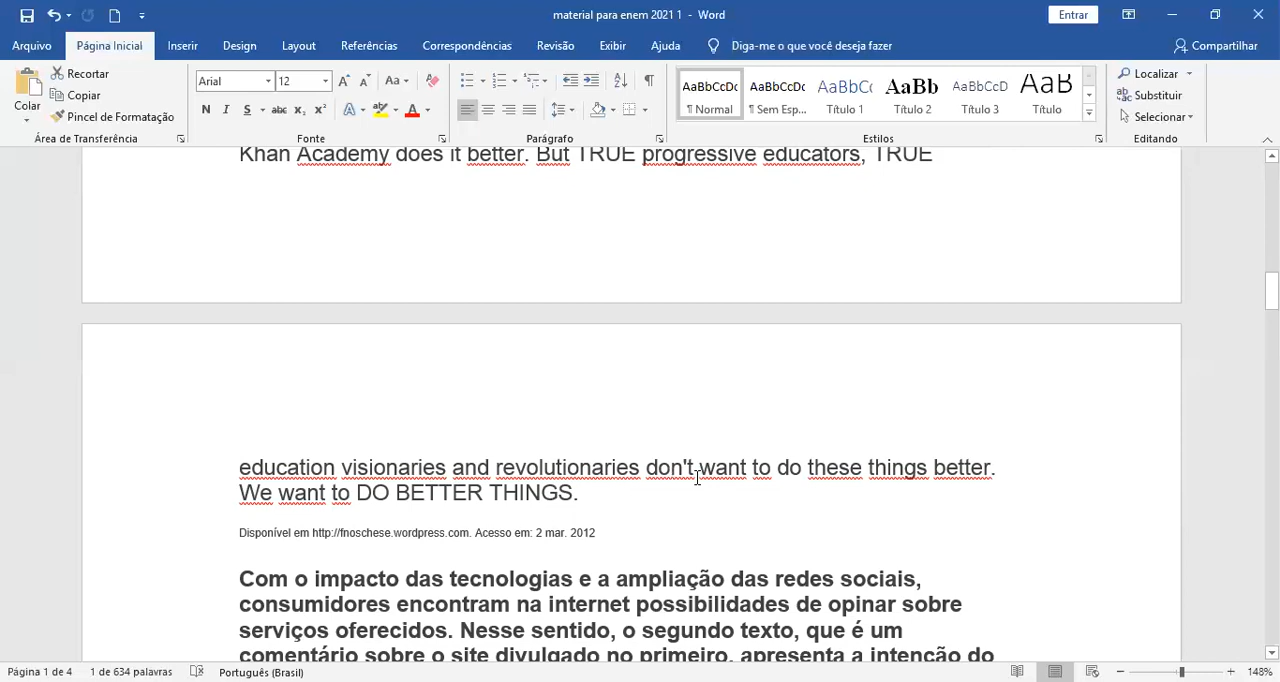 material para enem 2021 1 - Word
Entrar
Arquivo Página Inicial Inserir Design Layout Referências Correspondências Revisão Exibir Ajuda Diga-me o que você deseja fazer Compartilhar
Colar
Recortar
Copiar
Pincel de Formatação
Área de Transferência
Arial 12
A A Aa
N I S abc x₂ x² A A
Fonte
Parágrafo
AaBbCcDc AaBbCcDc AaBbCc AaBb AaBbCcD AaB
¶ Normal ¶ Sem Esp... Título 1 Título 2 Título 3 Título
Estilos
Localizar
Substituir
Selecionar
Editando
Khan Academy does it better. But TRUE progressive educators, TRUE
education visionaries and revolutionaries don't want to do these things better.
We want to DO BETTER THINGS.
Disponível em http://fnoschese.wordpress.com. Acesso em: 2 mar. 2012
Com o impacto das tecnologias e a ampliação das redes sociais,
consumidores encontram na internet possibilidades de opinar sobre
serviços oferecidos. Nesse sentido, o segundo texto, que é um
comentário sobre o site divulgado no primeiro, apresenta a intenção do
Página 1 de 4 1 de 634 palavras Português (Brasil) 148%